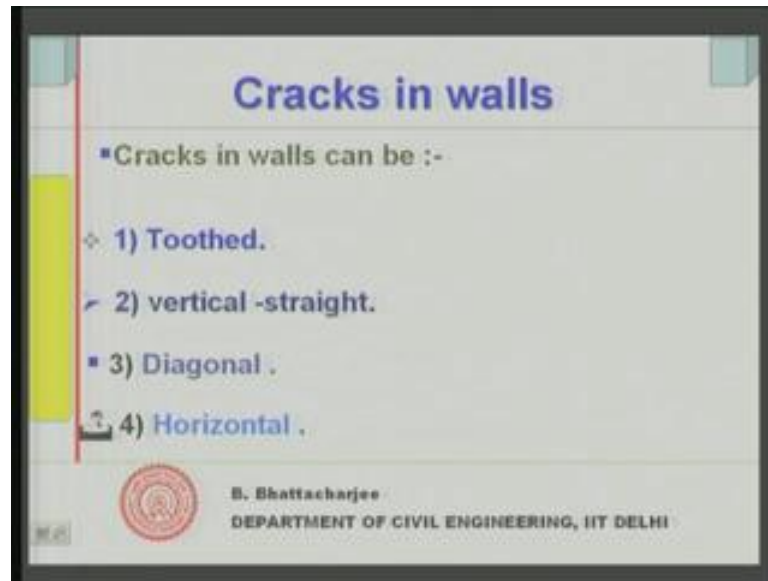 Cracks in walls
Cracks in walls can be :-
1) Toothed.
2) vertical -straight.
3) Diagonal .
4) Horizontal .
B. Bhattacharjee
DEPARTMENT OF CIVIL ENGINEERING, IIT DELHI